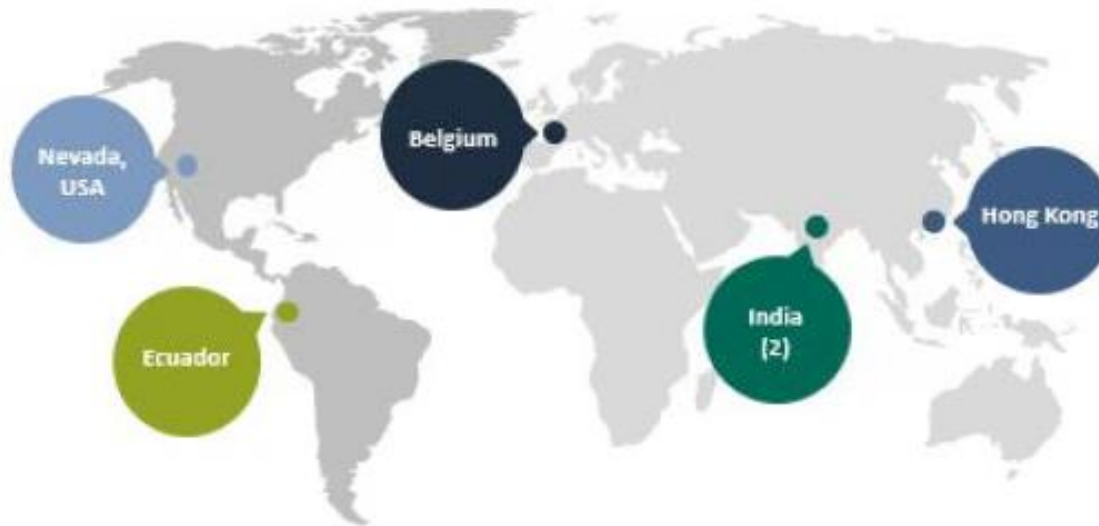 Nevada,
USA
Belgium
Hong Kong
Ecuador
India
(2)